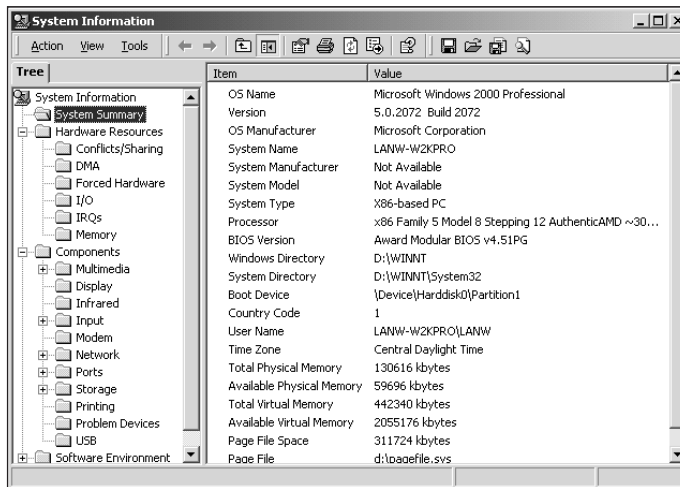 System Information
Action View Tools
Tree
System Information
System Summary
Hardware Resources
Conflicts/Sharing
DMA
Forced Hardware
I/O
IRQs
Memory
Components
Multimedia
Display
Infrared
Input
Modem
Network
Ports
Storage
Printing
Problem Devices
USB
Software Environment
Item Value
OS Name Microsoft Windows 2000 Professional
Version 5.0.2072 Build 2072
OS Manufacturer Microsoft Corporation
System Name LANW-W2KPRO
System Manufacturer Not Available
System Model Not Available
System Type X86-based PC
Processor x86 Family 5 Model 8 Stepping 12 AuthenticAMD ~30...
BIOS Version Award Modular BIOS v4.51PG
Windows Directory D:\WINNT
System Directory D:\WINNT\System32
Boot Device \Device\Harddisk0\Partition1
Country Code 1
User Name LANW-W2KPRO\LANW
Time Zone Central Daylight Time
Total Physical Memory 130616 kbytes
Available Physical Memory 59696 kbytes
Total Virtual Memory 442340 kbytes
Available Virtual Memory 2055176 kbytes
Page File Space 311724 kbytes
Page File d:\pagefile.sys